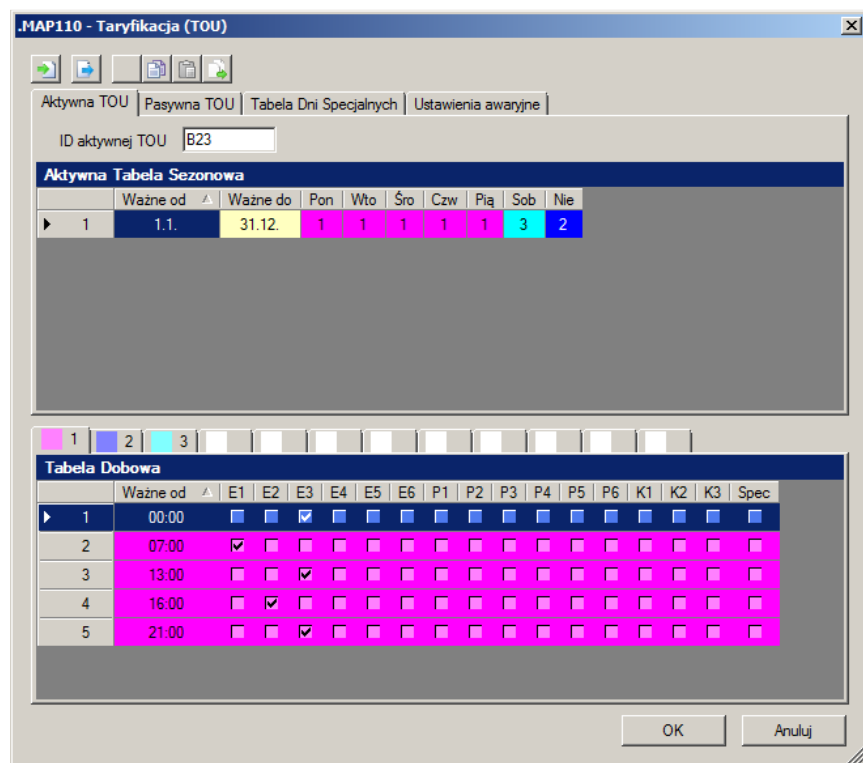 .MAP110 - Taryfikacja (TOU)
Aktywna TOU Pasywna TOU Tabela Dni Specjalnych Ustawienia awaryjne
ID aktywnej TOU B23
Aktywna Tabela Sezonowa
Ważne od Ważne do Pon Wto Śro Czw Pią Sob Nie
1 1.1. 31.12. 1 1 1 1 1 3 2
1 2 3
Tabela Dobowa
Ważne od E1 E2 E3 E4 E5 E6 P1 P2 P3 P4 P5 P6 K1 K2 K3 Spec
1 00:00
2 07:00
3 13:00
4 16:00
5 21:00
OK Anuluj